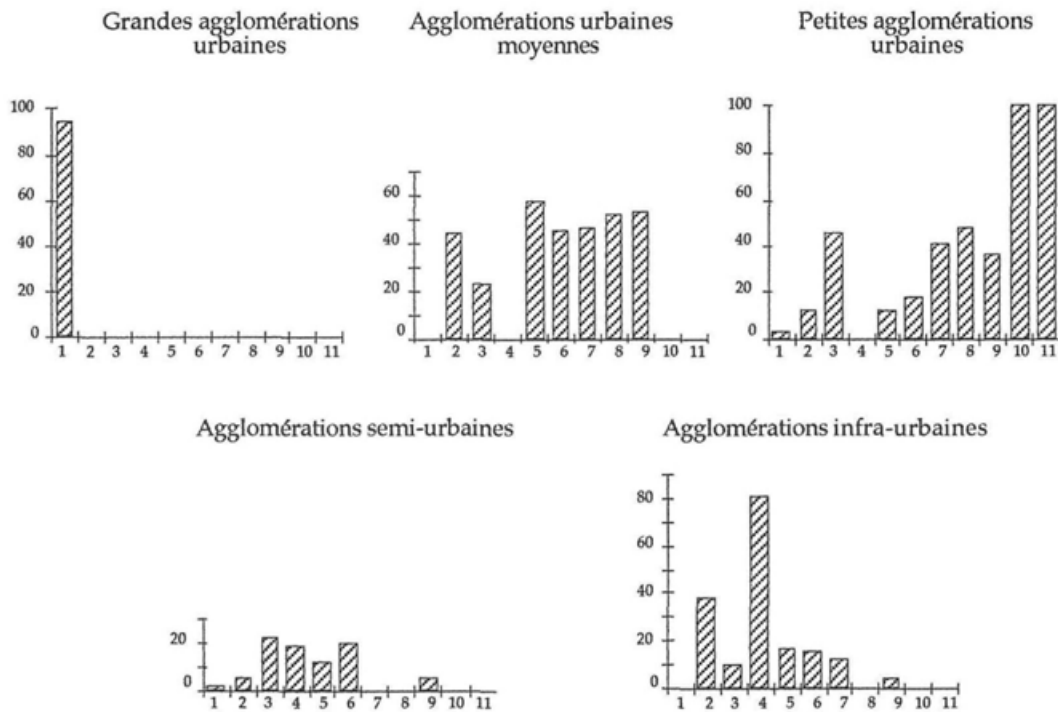 Grandes agglomérations
urbaines
100
80
60
40
20
0
1 2 3 4 5 6 7 8 9 10 11
Agglomérations urbaines
moyennes
60
40
20
0
1 2 3 4 5 6 7 8 9 10 11
Petites agglomérations
urbaines
100
80
60
40
20
0
1 2 3 4 5 6 7 8 9 10 11
Agglomérations semi-urbaines
20
0
1 2 3 4 5 6 7 8 9 10 11
Agglomérations infra-urbaines
80
60
40
20
0
1 2 3 4 5 6 7 8 9 10 11